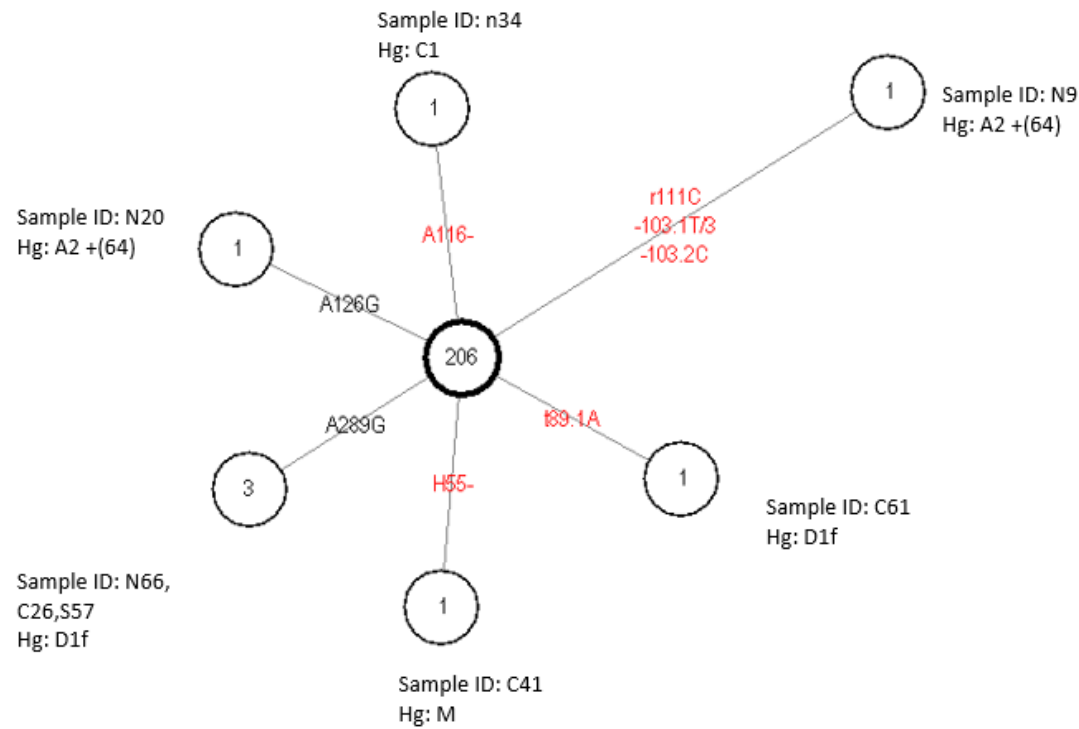 Sample ID: n34
Hg: C1
1
1
Sample ID: N9
Hg: A2 +(64)
r111C
-103.1T/3
-103.2C
A116-
Sample ID: N20
Hg: A2 +(64)
1
A126G
206
A289G
t89.1A
3
H55-
1
Sample ID: C61
Hg: D1f
Sample ID: N66,
C26,S57
Hg: D1f
1
Sample ID: C41
Hg: M